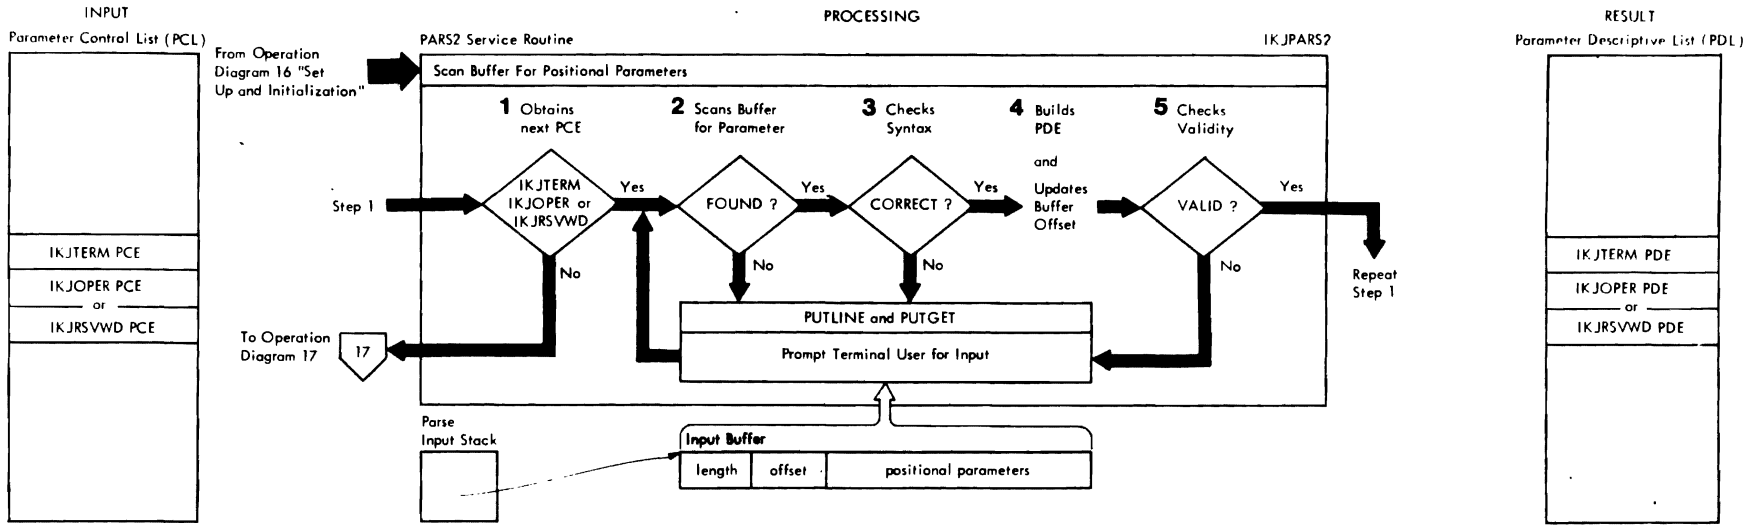 INPUT
Parameter Control List (PCL)
IKJTERM PCE
IKJOPER PCE
or
IKJRSVWD PCE
From Operation
Diagram 16 "Set
Up and Initialization"
Step 1
To Operation
Diagram 17
17
PROCESSING
PARS2 Service Routine
IKJPARS2
Scan Buffer For Positional Parameters
1 Obtains
next PCE
2 Scans Buffer
for Parameter
3 Checks
Syntax
4 Builds
PDE
and
Updates
Buffer
Offset
5 Checks
Validity
IKJTERM
IKJOPER or
IKJRSVWD
Yes
No
FOUND ?
Yes
No
CORRECT ?
Yes
No
VALID ?
Yes
No
Repeat
Step 1
PUTLINE and PUTGET
Prompt Terminal User for Input
Parse
Input Stack
Input Buffer
length
offset
positional parameters
RESULT
Parameter Descriptive List (PDL)
IKJTERM PDE
IKJOPER PDE
or
IKJRSVWD PDE